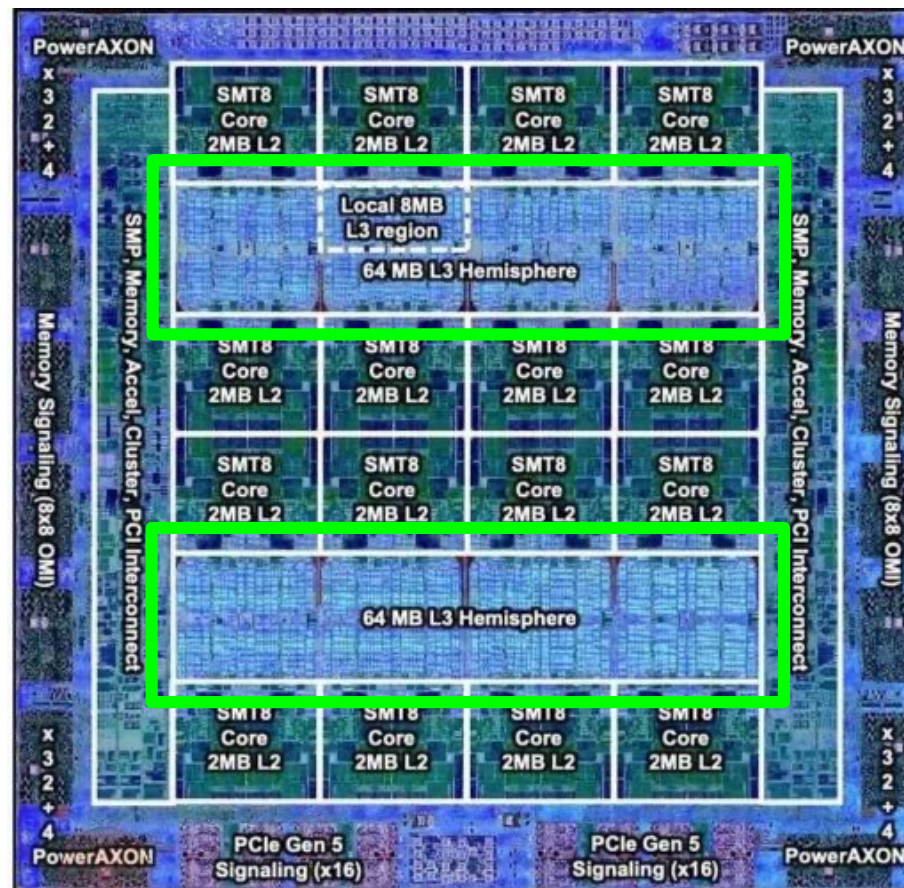 PowerAXON
PowerAXON
x
3
2
+
4
x
3
2
+
4
SMT8
Core
2MB L2
SMT8
Core
2MB L2
SMT8
Core
2MB L2
SMT8
Core
2MB L2
Local 8MB
L3 region
64 MB L3 Hemisphere
SMP, Memory, Accel, Cluster, PCI Interconnect
SMP, Memory, Accel, Cluster, PCI Interconnect
Memory Signaling (8x8 OMI)
Memory Signaling (8x8 OMI)
SMT8
Core
2MB L2
SMT8
Core
2MB L2
SMT8
Core
2MB L2
SMT8
Core
2MB L2
SMT8
Core
2MB L2
SMT8
Core
2MB L2
SMT8
Core
2MB L2
SMT8
Core
2MB L2
64 MB L3 Hemisphere
SMT8
Core
2MB L2
SMT8
Core
2MB L2
SMT8
Core
2MB L2
SMT8
Core
2MB L2
x
3
2
+
4
x
3
2
+
4
PowerAXON
PCIe Gen 5
Signaling (x16)
PCIe Gen 5
Signaling (x16)
PowerAXON